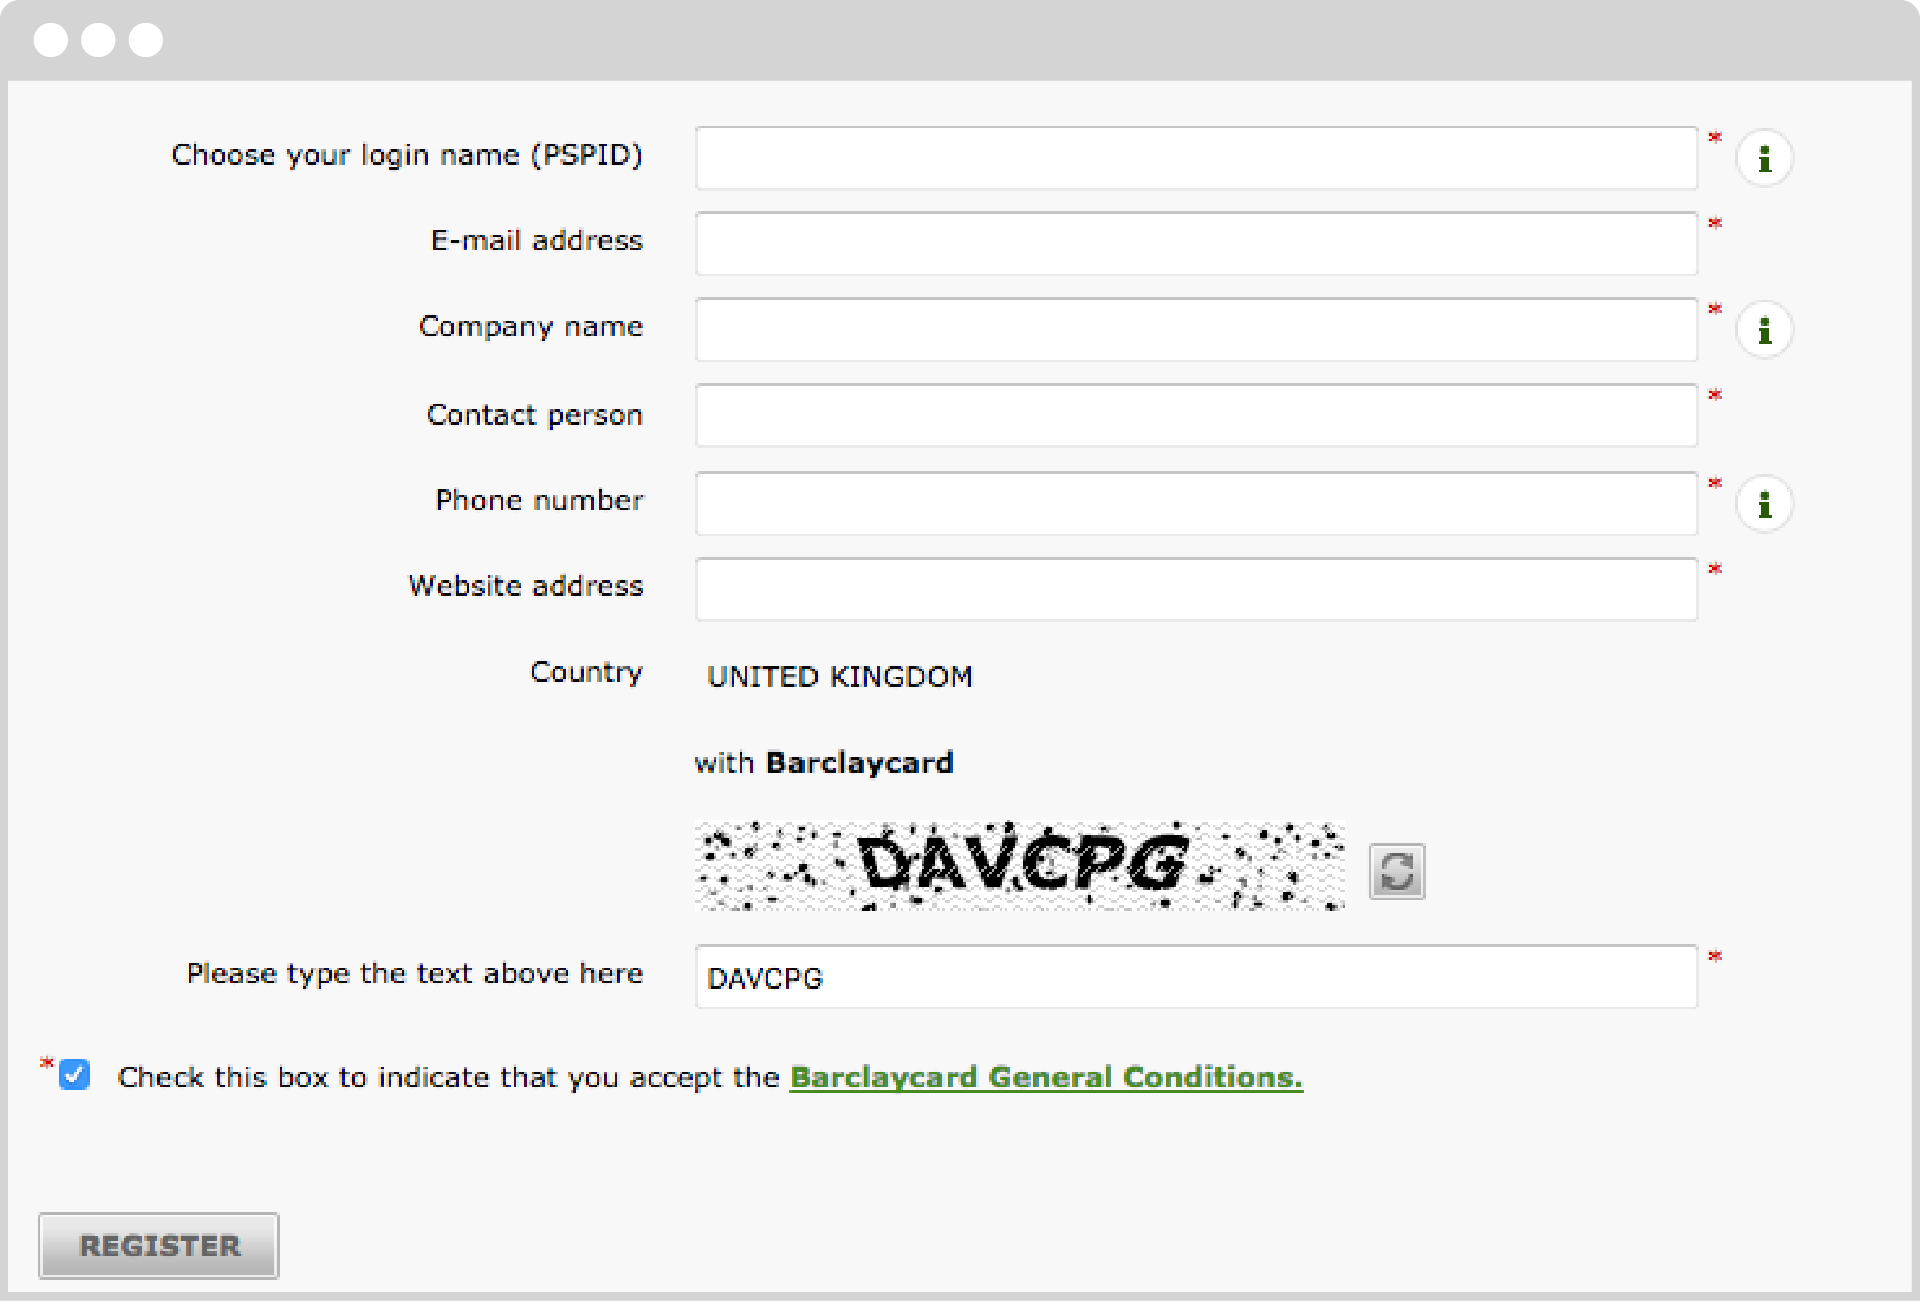 Choose your login name (PSPID) *
E-mail address *
Company name *
Contact person *
Phone number *
Website address *
Country UNITED KINGDOM
with Barclaycard
DAVCPG
Please type the text above here DAVCPG *
* Check this box to indicate that you accept the Barclaycard General Conditions.
REGISTER